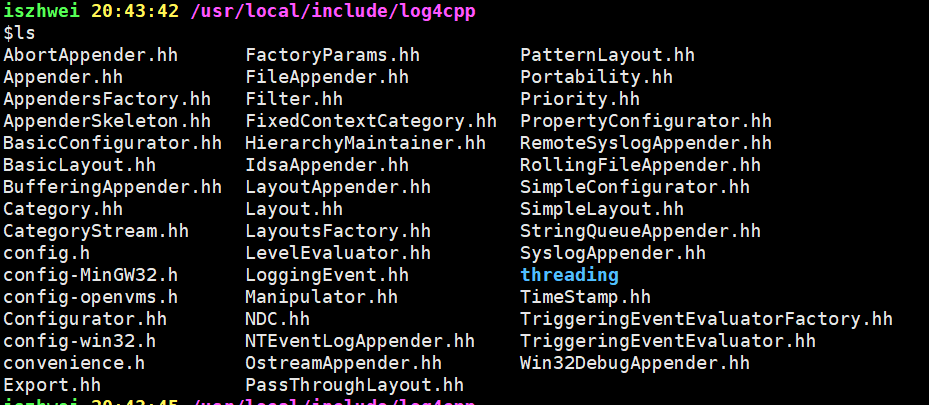 iszhwei 20:43:42 /usr/local/include/log4cpp
$ls
AbortAppender.hh FactoryParams.hh PatternLayout.hh
Appender.hh FileAppender.hh Portability.hh
AppendersFactory.hh Filter.hh Priority.hh
AppenderSkeleton.hh FixedContextCategory.hh PropertyConfigurator.hh
BasicConfigurator.hh HierarchyMaintainer.hh RemoteSyslogAppender.hh
BasicLayout.hh IdsaAppender.hh RollingFileAppender.hh
BufferingAppender.hh LayoutAppender.hh SimpleConfigurator.hh
Category.hh Layout.hh SimpleLayout.hh
CategoryStream.hh LayoutsFactory.hh StringQueueAppender.hh
config.h LevelEvaluator.hh SyslogAppender.hh
config-MinGW32.h LoggingEvent.hh threading
config-openvms.h Manipulator.hh TimeStamp.hh
Configurator.hh NDC.hh TriggeringEventEvaluatorFactory.hh
config-win32.h NTEventLogAppender.hh TriggeringEventEvaluator.hh
convenience.h OstreamAppender.hh Win32DebugAppender.hh
Export.hh PassThroughLayout.hh
iszhwei 20:43:45 /usr/local/include/log4cpp